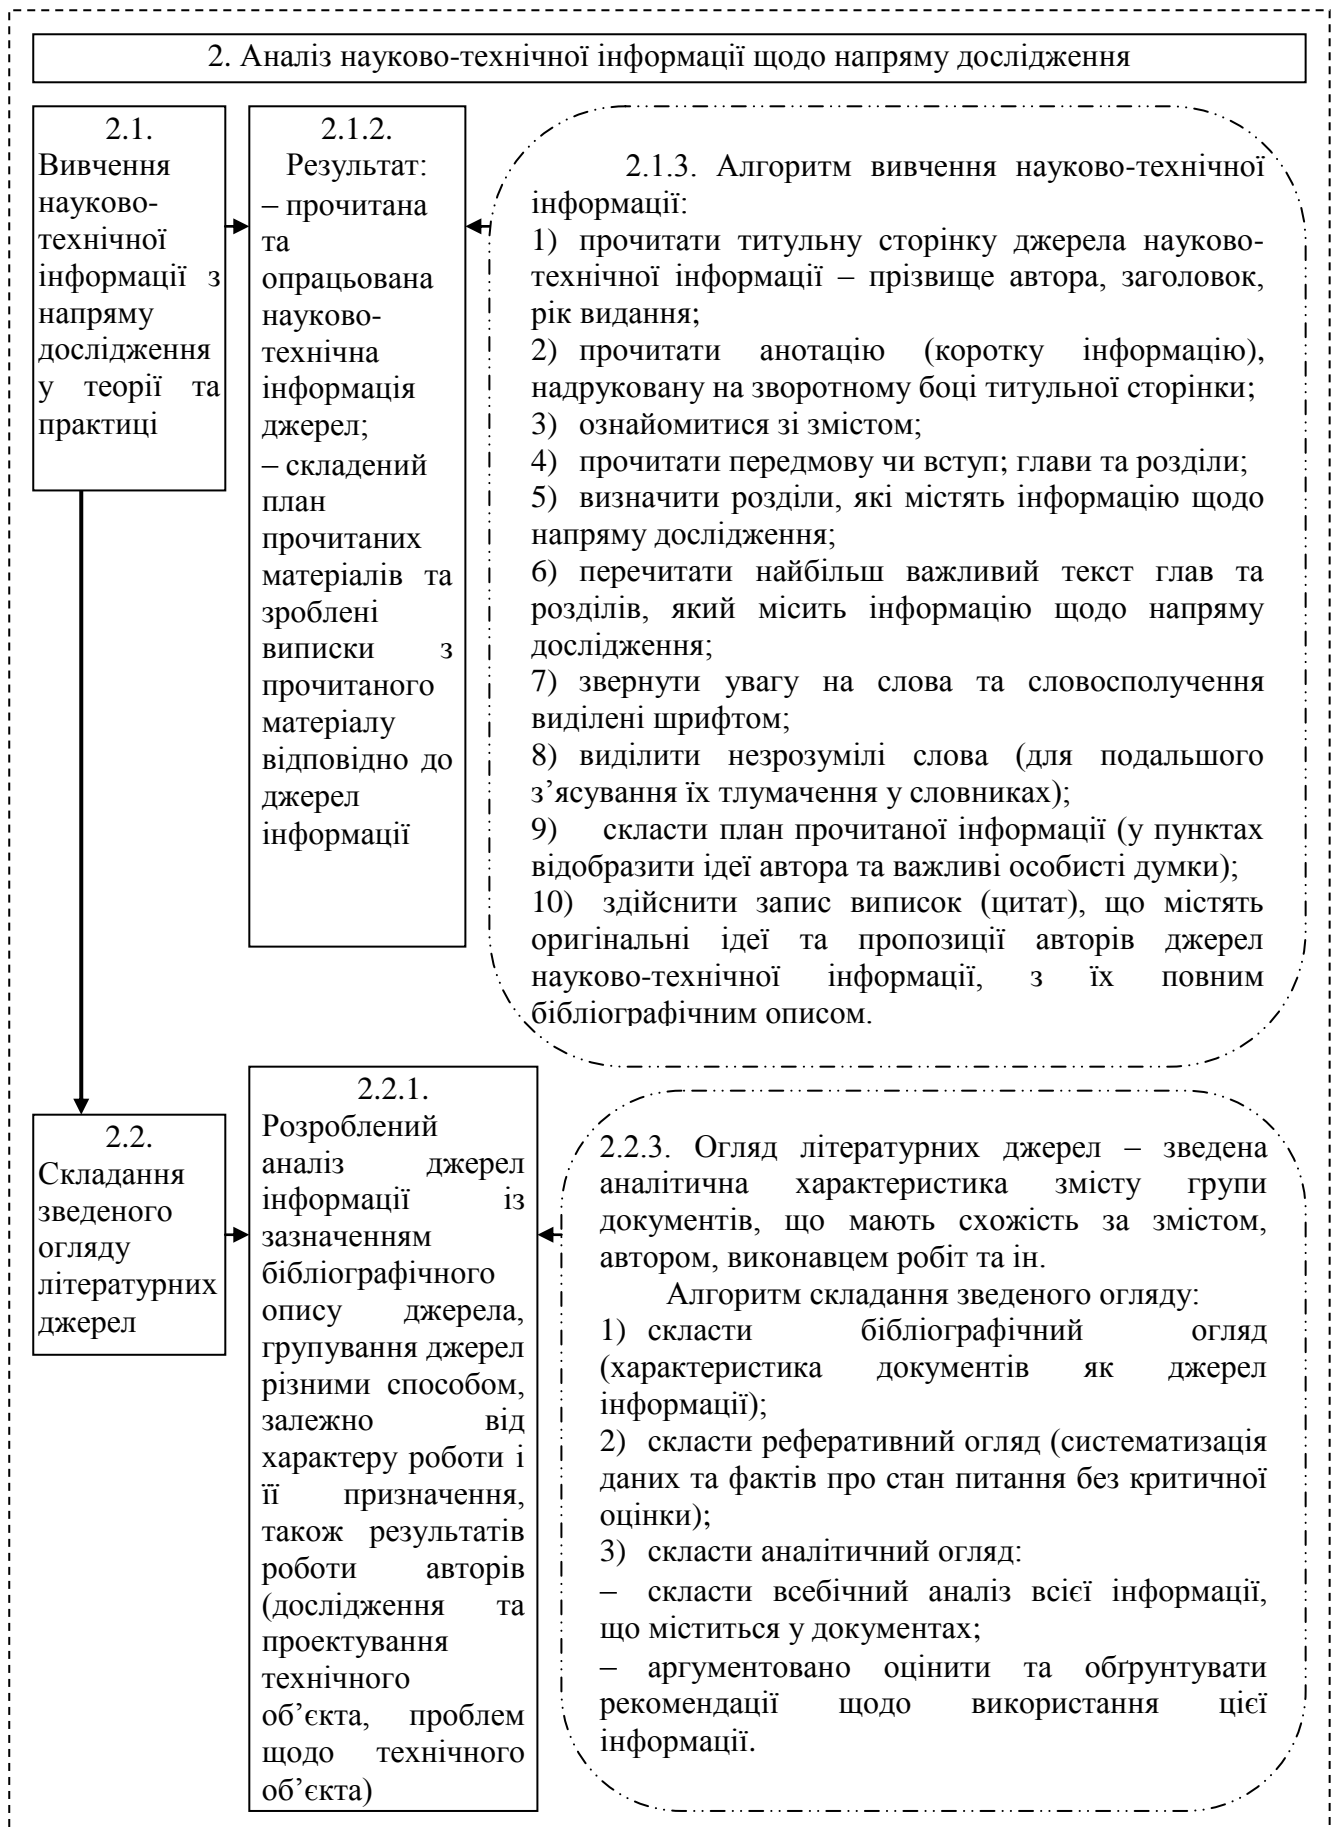 2. Аналіз науково-технічної інформації щодо напряму дослідження
2.1.
Вивчення
науково-
технічної
інформації з
напряму
дослідження
у теорії та
практиці
2.1.2.
Результат:
– прочитана
та
опрацьована
науково-
технічна
інформація
джерел;
– складений
план
прочитаних
матеріалів та
зроблені
виписки з
прочитаного
матеріалу
відповідно до
джерел
інформації
2.1.3. Алгоритм вивчення науково-технічної
інформації:
1) прочитати титульну сторінку джерела науково-
технічної інформації – прізвище автора, заголовок,
рік видання;
2) прочитати анотацію (коротку інформацію),
надруковану на зворотному боці титульної сторінки;
3) ознайомитися зі змістом;
4) прочитати передмову чи вступ; глави та розділи;
5) визначити розділи, які містять інформацію щодо
напряму дослідження;
6) перечитати найбільш важливий текст глав та
розділів, який місить інформацію щодо напряму
дослідження;
7) звернути увагу на слова та словосполучення
виділені шрифтом;
8) виділити незрозумілі слова (для подальшого
з’ясування їх тлумачення у словниках);
9) скласти план прочитаної інформації (у пунктах
відобразити ідеї автора та важливі особисті думки);
10) здійснити запис виписок (цитат), що містять
оригінальні ідеї та пропозиції авторів джерел
науково-технічної інформації, з їх повним
бібліографічним описом.
2.2.
Складання
зведеного
огляду
літературних
джерел
2.2.1.
Розроблений
аналіз джерел
інформації із
зазначенням
бібліографічного
опису джерела,
групування джерел
різними способом,
залежно від
характеру роботи і
її призначення,
також результатів
роботи авторів
(дослідження та
проектування
технічного
об’єкта, проблем
щодо технічного
об’єкта)
2.2.3. Огляд літературних джерел – зведена
аналітична характеристика змісту групи
документів, що мають схожість за змістом,
автором, виконавцем робіт та ін.
Алгоритм складання зведеного огляду:
1) скласти бібліографічний огляд
(характеристика документів як джерел
інформації);
2) скласти реферативний огляд (систематизація
даних та фактів про стан питання без критичної
оцінки);
3) скласти аналітичний огляд:
– скласти всебічний аналіз всієї інформації,
що міститься у документах;
– аргументовано оцінити та обґрунтувати
рекомендації щодо використання цієї
інформації.